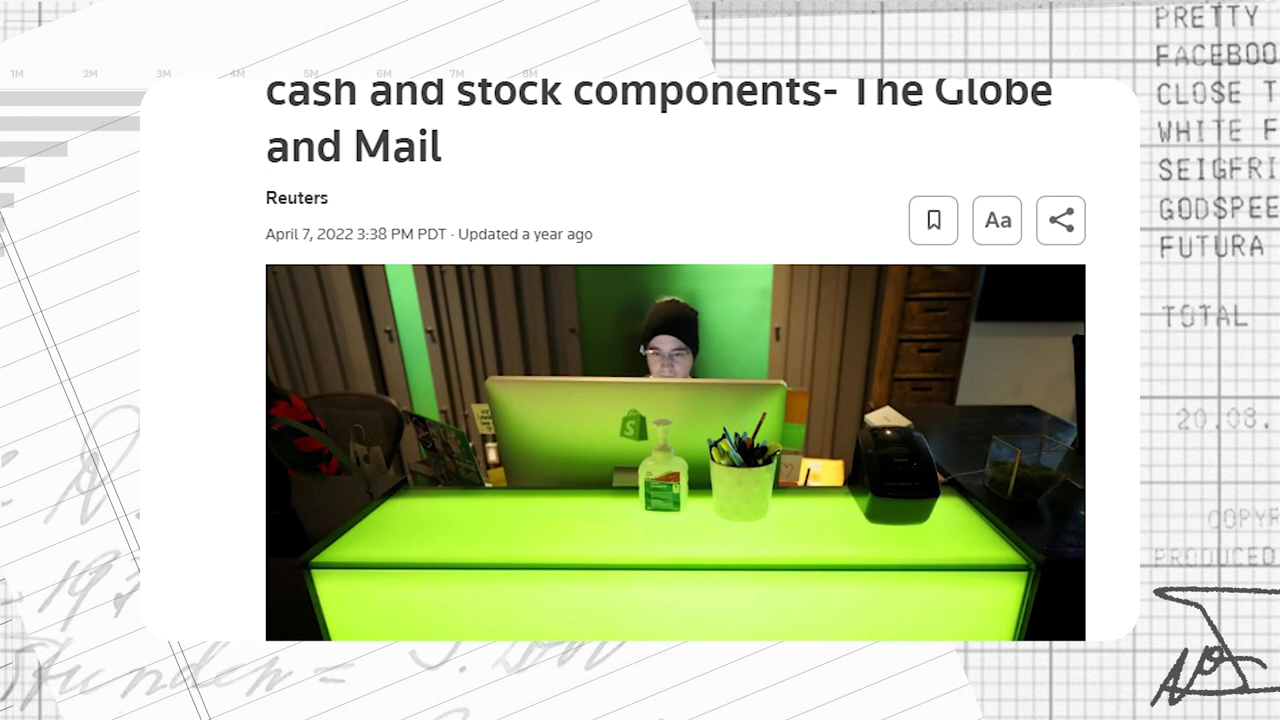 cash and stock components- The Globe
and Mail
Reuters
April 7, 2022 3:38 PM PDT · Updated a year ago
Aa
S
1M 2M 3M 4M 5M 6M 7M 8M
PRETTY
FACEBOO
CLOSE T
WHITE F
SEIGFRI
GODSPEE
FUTURA
TOTAL
20.08.
COPYR
PRODUCED